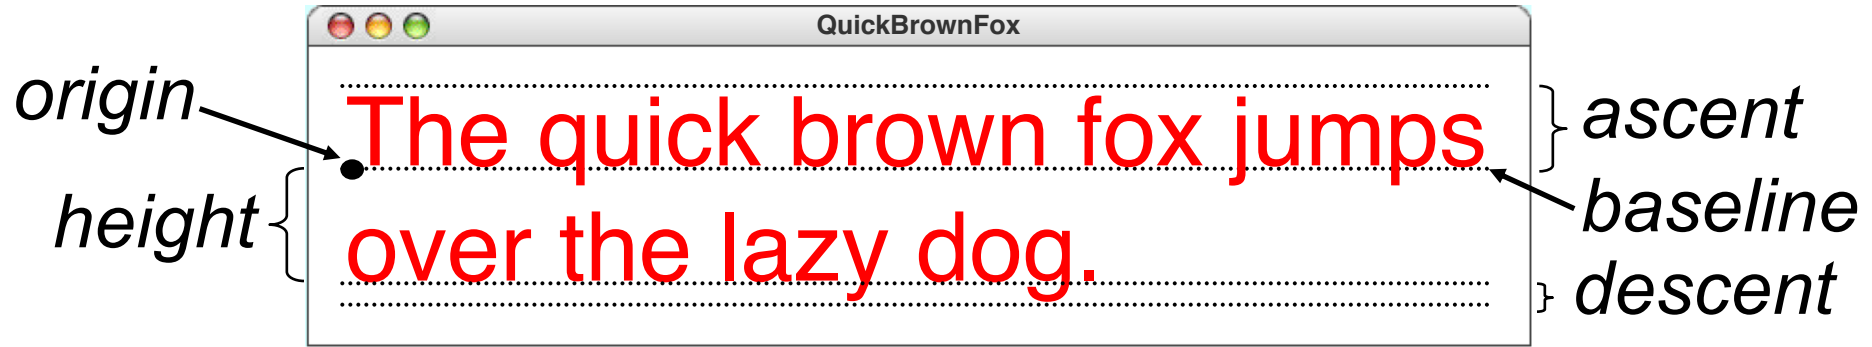 QuickBrownFox
origin
The quick brown fox jumps
ascent
height
baseline
over the lazy dog.
descent